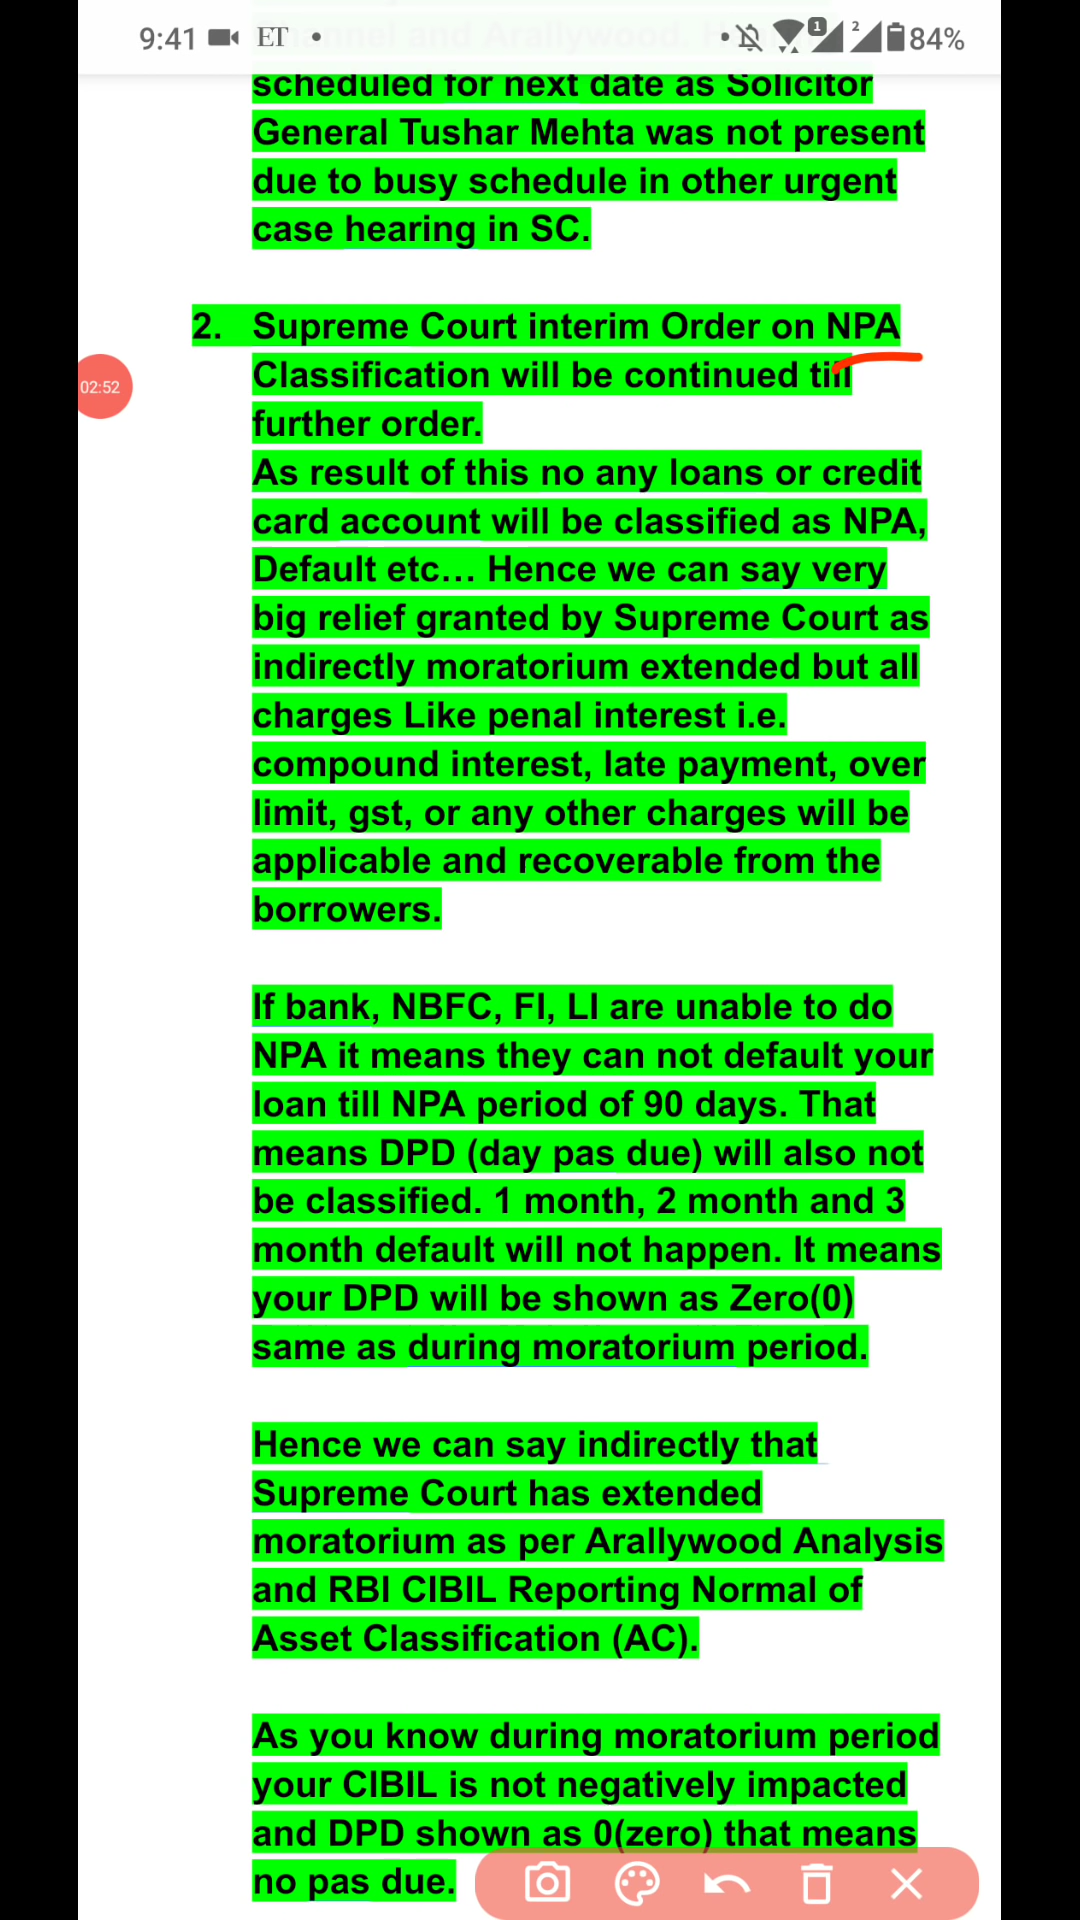 9:41 ET 1 2 84%
Channel and Arallywood.
scheduled for next date as Solicitor
General Tushar Mehta was not present
due to busy schedule in other urgent
case hearing in SC.
2. Supreme Court interim Order on NPA
Classification will be continued till
further order.
02:52
As result of this no any loans or credit
card account will be classified as NPA,
Default etc... Hence we can say very
big relief granted by Supreme Court as
indirectly moratorium extended but all
charges Like penal interest i.e.
compound interest, late payment, over
limit, gst, or any other charges will be
applicable and recoverable from the
borrowers.
If bank, NBFC, FI, LI are unable to do
NPA it means they can not default your
loan till NPA period of 90 days. That
means DPD (day pas due) will also not
be classified. 1 month, 2 month and 3
month default will not happen. It means
your DPD will be shown as Zero(0)
same as during moratorium period.
Hence we can say indirectly that
Supreme Court has extended
moratorium as per Arallywood Analysis
and RBI CIBIL Reporting Normal of
Asset Classification (AC).
As you know during moratorium period
your CIBIL is not negatively impacted
and DPD shown as 0(zero) that means
no pas due.